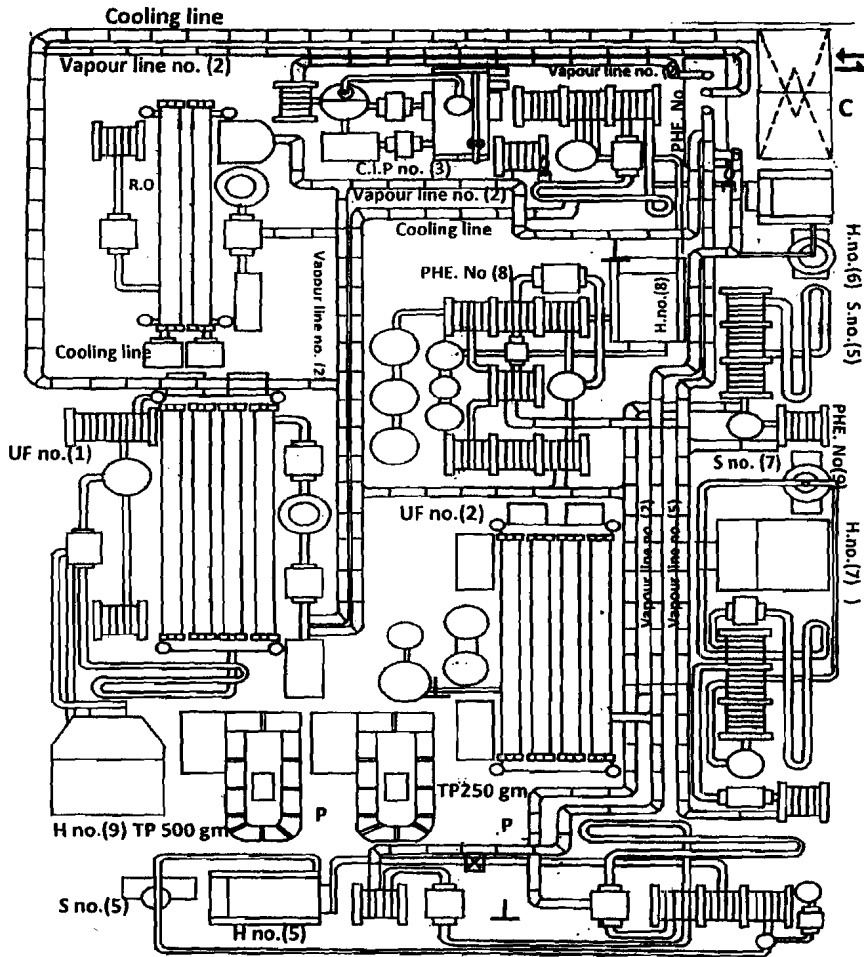 Cooling line
Vapour line no. (2)
Vapour line no.
PHE. No
C
R.O
C.I.P no. (3)
Vapour line no. (2)
Cooling line
Vapour line no. (2)
PHE. No (8)
H.no.(8)
H.no.(6)
S.no.(5)
Cooling line
UF no.(1)
PHE. No(9)
S no. (7)
UF no.(2)
Vapour line no. (2)
Vapour line no. (5)
H.no.(7) )
H no.(9) TP 500 gm
P
TP250 gm
P
S no.(5)
H no.(5)